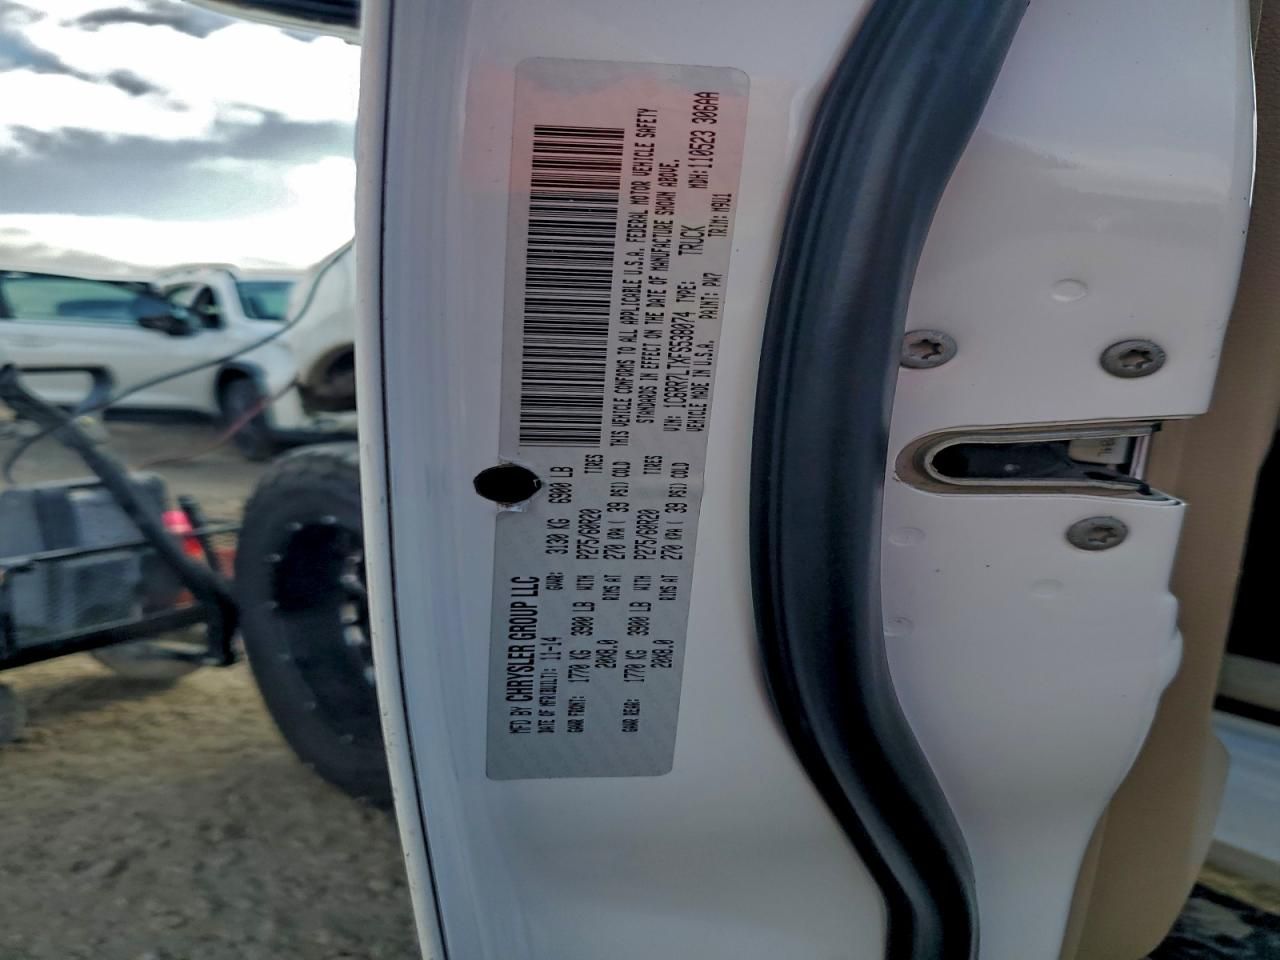 MFD BY CHRYSLER GROUP LLC
DATE OF MFR(BUILT): 11-14 GVWR: 3130 KG 6900 LB
GAWR FRONT: 1770 KG 3900 LB WITH P275/60R20 TIRES
20X8.0 RIMS AT 270 KPA ( 39 PSI) COLD
GAWR REAR: 1770 KG 3900 LB WITH P275/60R20 TIRES
20X8.0 RIMS AT 270 KPA ( 39 PSI) COLD
THIS VEHICLE CONFORMS TO ALL APPLICABLE U.S.A. FEDERAL MOTOR VEHICLE SAFETY
STANDARDS IN EFFECT ON THE DATE OF MANUFACTURE SHOWN ABOVE.
VIN: 1C6RR7LTXFS538074 TYPE: TRUCK MDH:110523 306AA
VEHICLE MADE IN U.S.A. PAINT: PW7 TRIM: M9U1